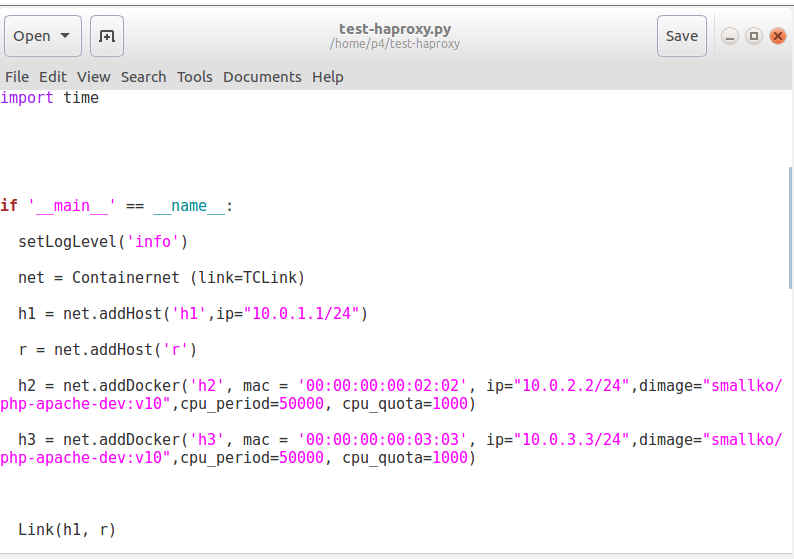 Open
test-haproxy.py
/home/p4/test-haproxy
Save
File Edit View Search Tools Documents Help
import time
if '__main__' == __name__:
setLogLevel('info')
net = Containernet (link=TCLink)
h1 = net.addHost('h1',ip="10.0.1.1/24")
r = net.addHost('r')
h2 = net.addDocker('h2', mac = '00:00:00:00:02:02', ip="10.0.2.2/24",dimage="smallko/
php-apache-dev:v10",cpu_period=50000, cpu_quota=1000)
h3 = net.addDocker('h3', mac = '00:00:00:00:03:03', ip="10.0.3.3/24",dimage="smallko/
php-apache-dev:v10",cpu_period=50000, cpu_quota=1000)
Link(h1, r)